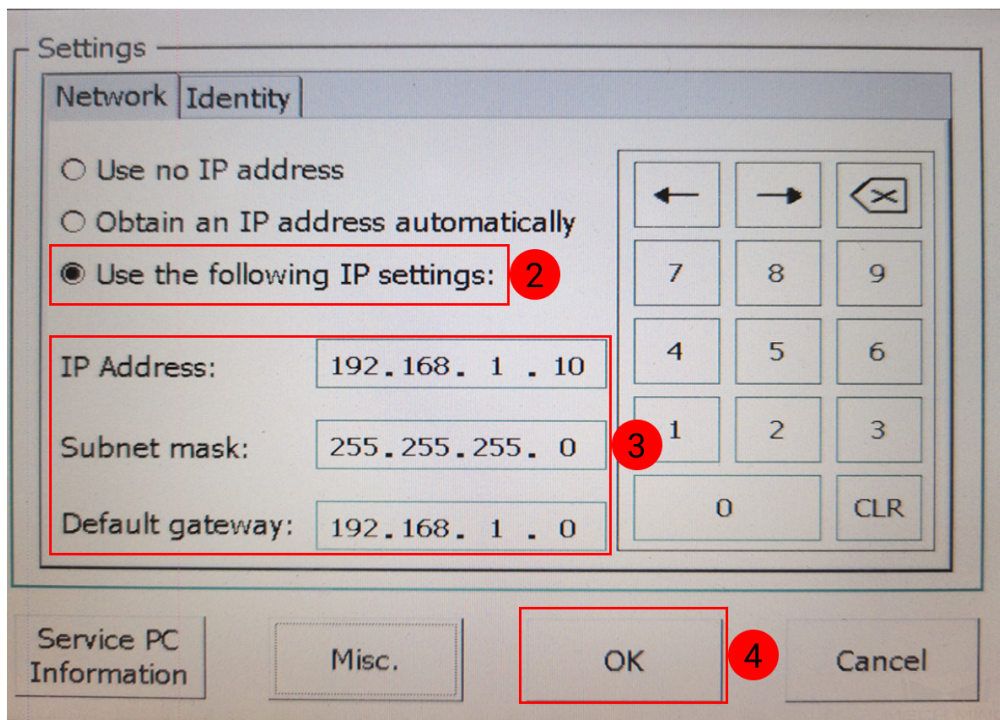 Settings
Network Identity
Use no IP address
Obtain an IP address automatically
Use the following IP settings: 2
7 8 9
IP Address: 192.168. 1 . 10
4 5 6
Subnet mask: 255.255.255. 0
3
1 2 3
Default gateway: 192.168. 1 . 0
0 CLR
Service PC
Information
Misc.
OK
4
Cancel